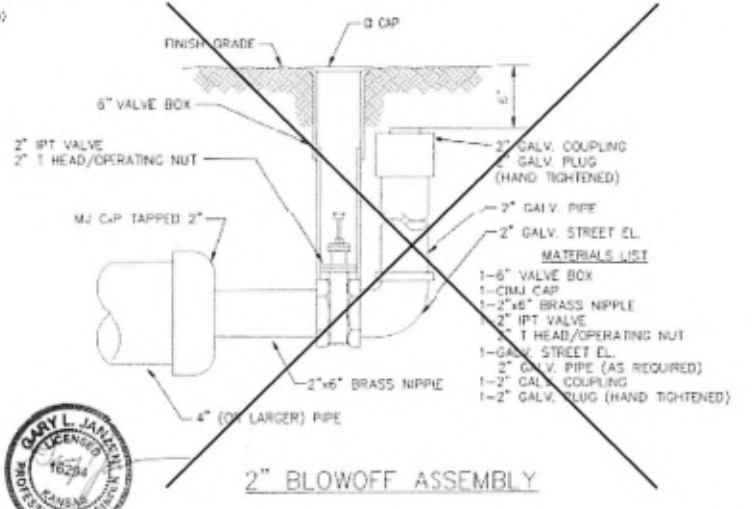 CI CAP
FINISH GRADE
6" VALVE BOX
6"
2" IPT VALVE
2" T HEAD/OPERATING NUT
2" GALV. COUPLING
2" GALV. PLUG
(HAND TIGHTENED)
MJ CAP TAPPED 2"
2" GALV. PIPE
2" GALV. STREET EL.
MATERIALS LIST
1-6" VALVE BOX
1-CIMJ CAP
1-2"x6" BRASS NIPPLE
1-2" IPT VALVE
2" T HEAD/OPERATING NUT
1-GALV. STREET EL.
2" GALV. PIPE (AS REQUIRED)
1-2" GALV. COUPLING
1-2" GALV. PLUG (HAND TIGHTENED)
2"x6" BRASS NIPPLE
4" (OR LARGER) PIPE
GARY L. JANZEN
LICENSED
16294
KANSAS
2" BLOWOFF ASSEMBLY